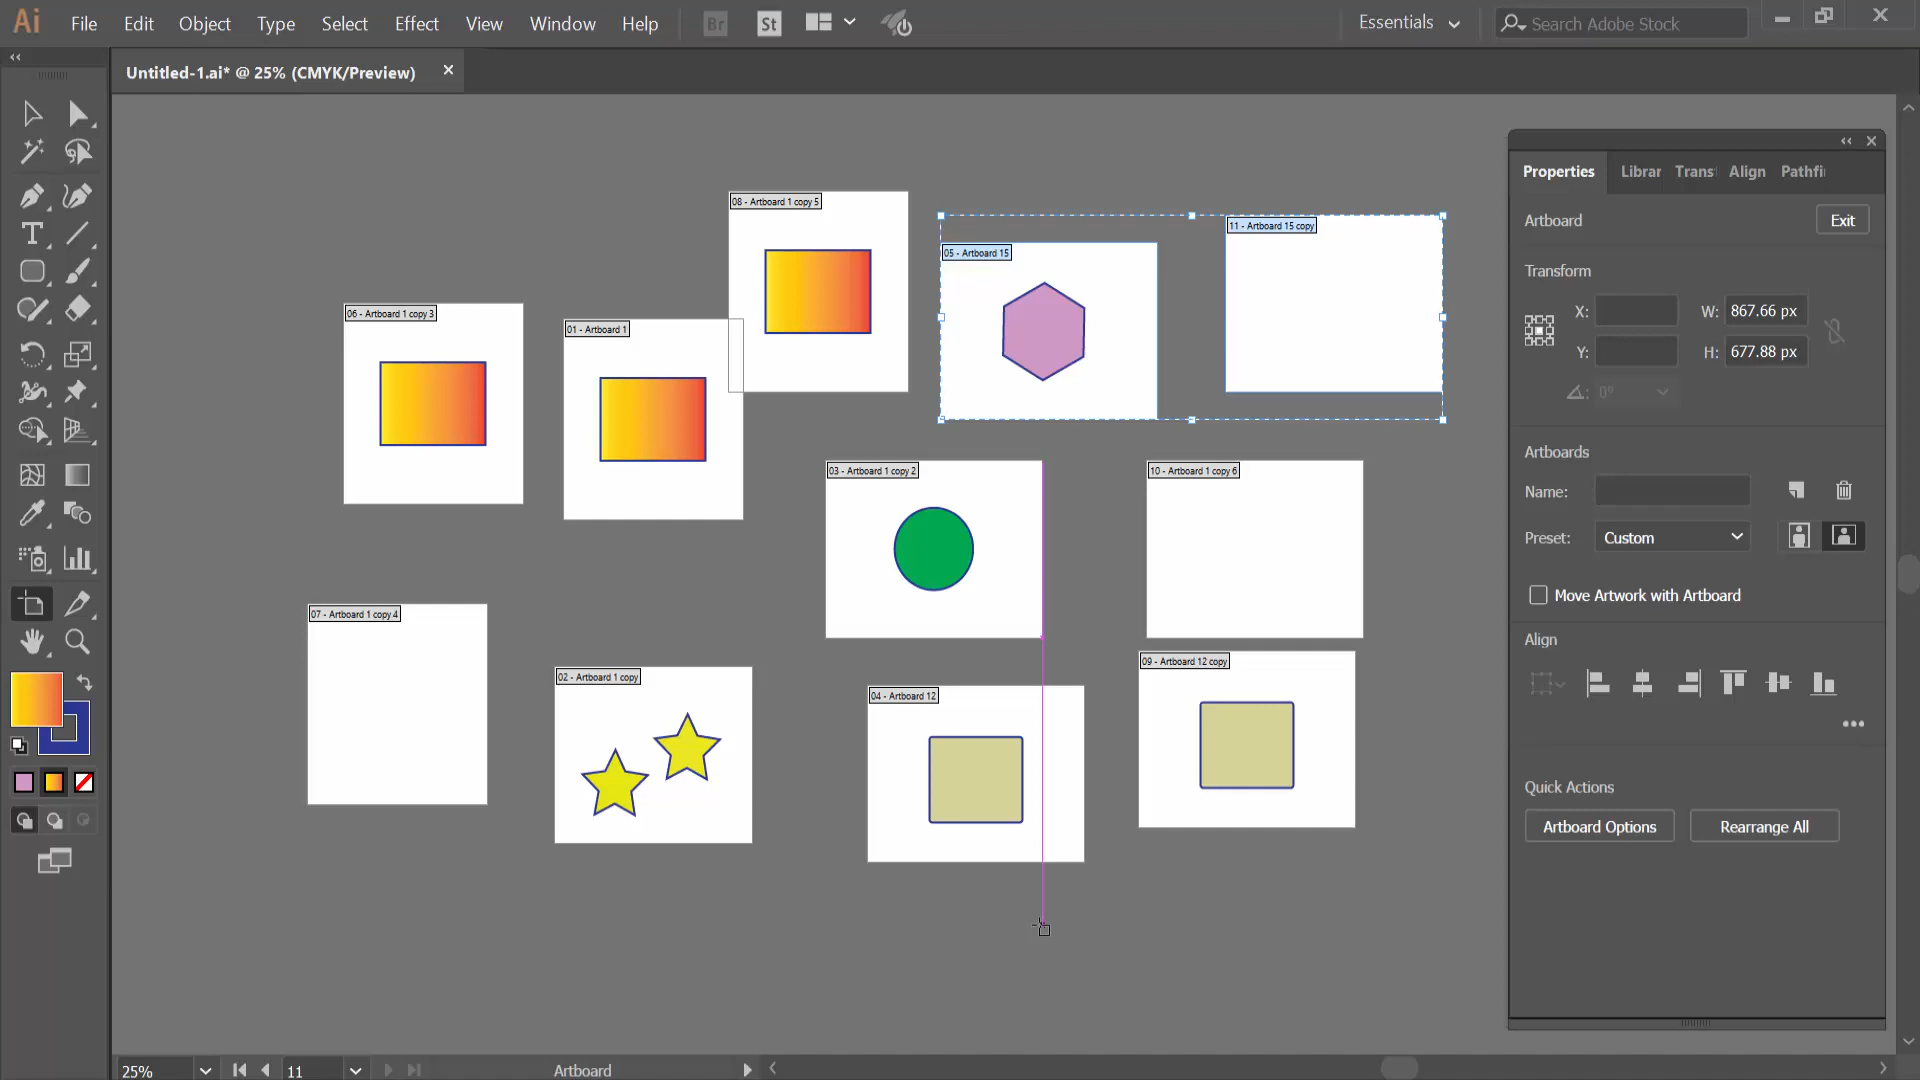 Ai File Edit Object Type Select Effect View Window Help Br St Essentials Search Adobe Stock
Untitled-1.ai* @ 25% (CMYK/Preview)
08 - Artboard 1 copy 5
11 - Artboard 15 copy
05 - Artboard 15
06 - Artboard 1 copy 3
01 - Artboard 1
03 - Artboard 1 copy 2
10 - Artboard 1 copy 6
07 - Artboard 1 copy 4
09 - Artboard 12 copy
02 - Artboard 1 copy
04 - Artboard 12
Properties Librar Trans Align Pathfi
Artboard Exit
Transform
X: W: 867.66 px
Y: H: 677.88 px
0°
Artboards
Name:
Preset: Custom
Move Artwork with Artboard
Align
Quick Actions
Artboard Options Rearrange All
25% 11 Artboard